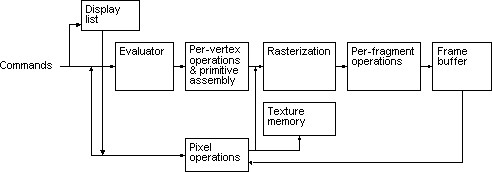 Display
list
Commands
Evaluator
Per-vertex
operations
& primitive
assembly
Rasterization
Per-fragment
operations
Frame
buffer
Texture
memory
Pixel
operations